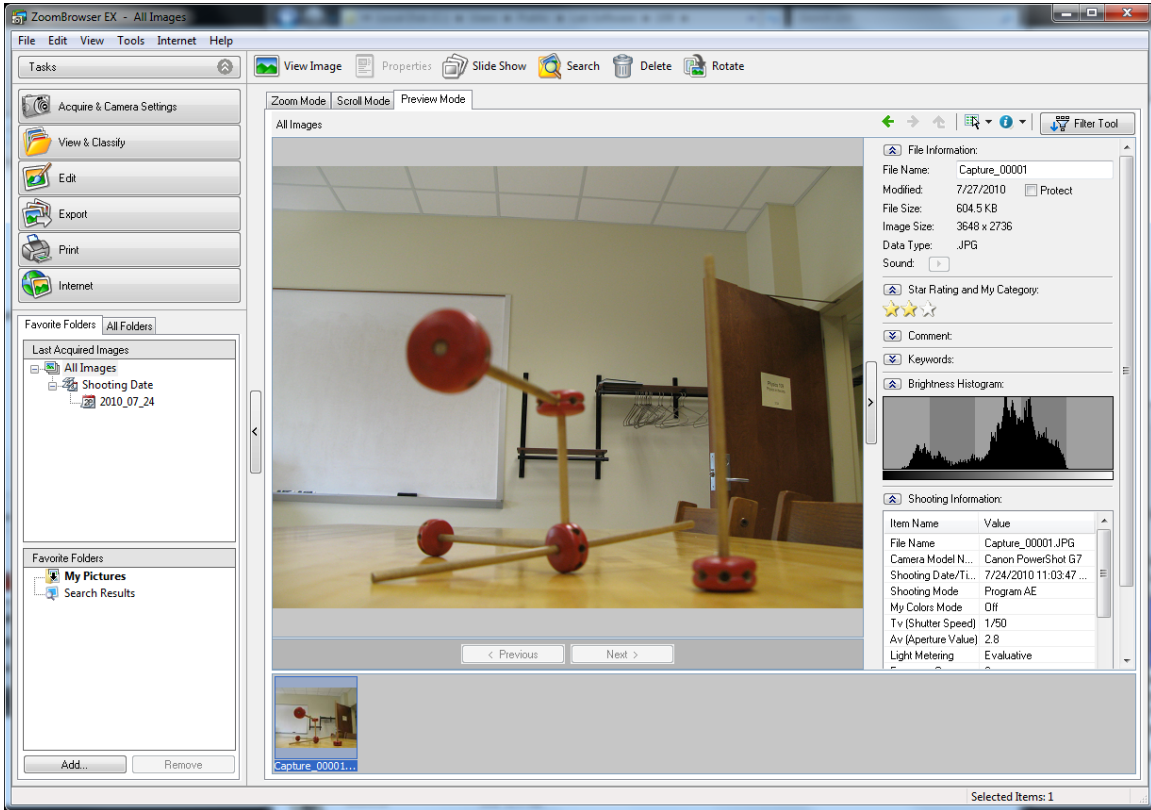 ZoomBrowser EX - All Images
File Edit View Tools Internet Help
Tasks
View Image Properties Slide Show Search Delete Rotate
Acquire & Camera Settings
View & Classify
Edit
Export
Print
Internet
Favorite Folders All Folders
Last Acquired Images
All Images
Shooting Date
2010_07_24
Favorite Folders
My Pictures
Search Results
Add... Remove
Zoom Mode Scroll Mode Preview Mode
All Images
Filter Tool
< Previous Next >
Capture_00001...
File Information:
File Name: Capture_00001
Modified: 7/27/2010 Protect
File Size: 604.5 KB
Image Size: 3648 x 2736
Data Type: .JPG
Sound:
Star Rating and My Category:
Comment:
Keywords:
Brightness Histogram:
Shooting Information:
Item Name Value
File Name Capture_00001.JPG
Camera Model N... Canon PowerShot G7
Shooting Date/Ti... 7/24/2010 11:03:47 ...
Shooting Mode Program AE
My Colors Mode Off
Tv (Shutter Speed) 1/50
Av (Aperture Value) 2.8
Light Metering Evaluative
Selected Items: 1